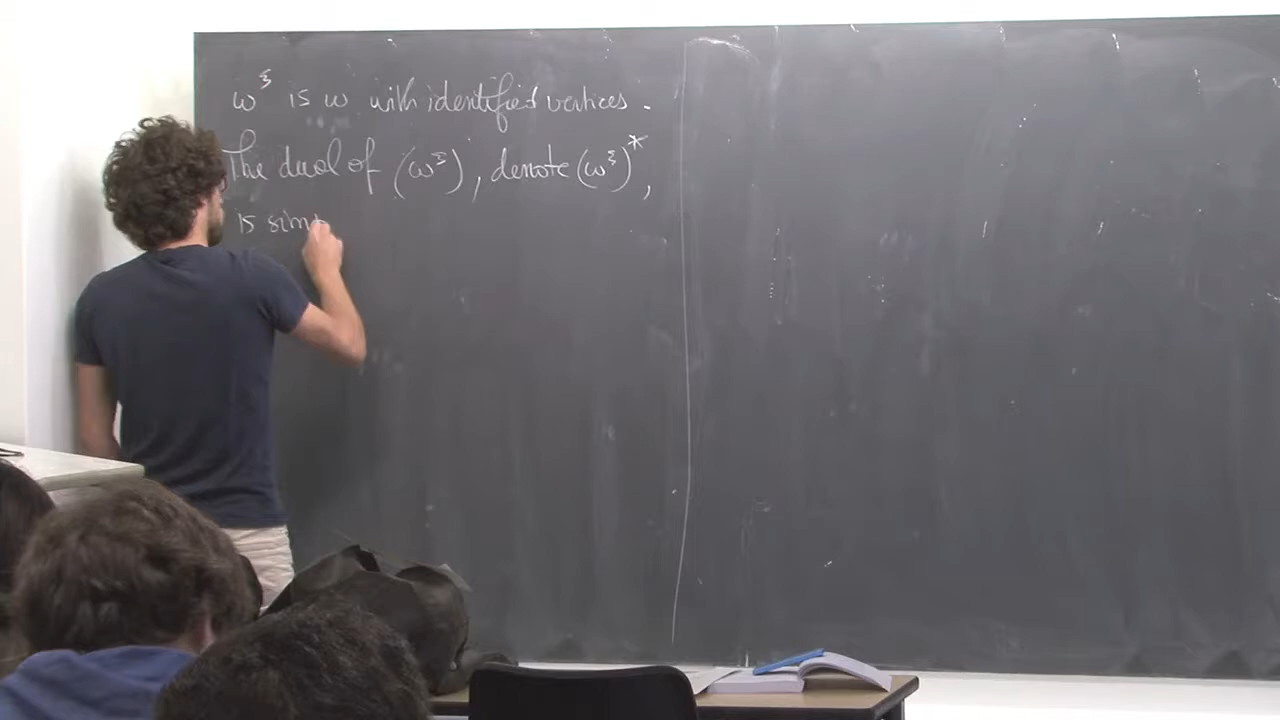 ω^ξ is ω with identified vertices.
The dual of (ω^ξ), denote (ω^ξ)*,
is sim